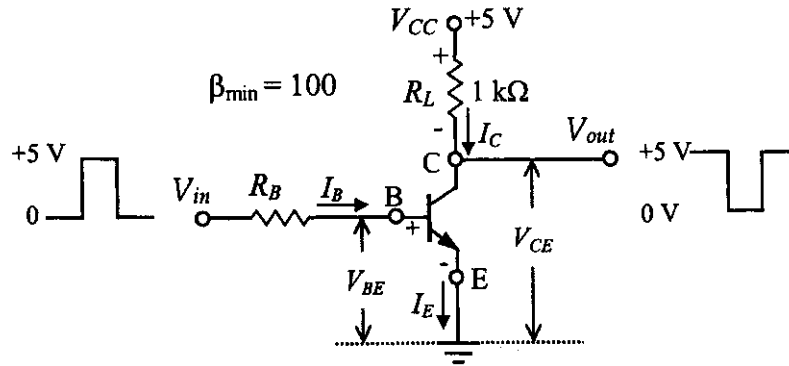 V_CC +5 V
+
β_min = 100
R_L 1 kΩ
- I_C
V_out
C
+5 V
0
V_in
R_B
I_B
B
+
+5 V
0 V
V_CE
-
E
V_BE
I_E